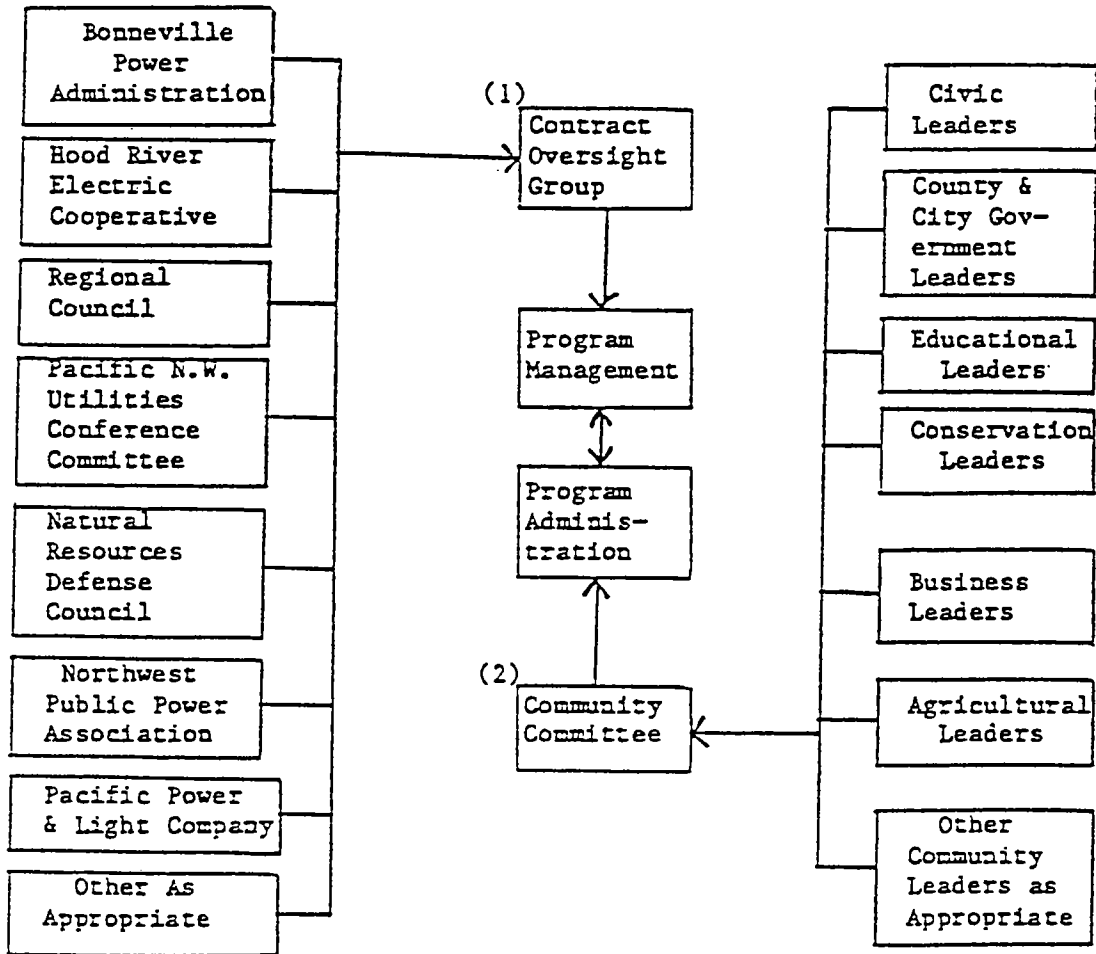 Bonneville
Power
Administration
Hood River
Electric
Cooperative
Regional
Council
Pacific N.W.
Utilities
Conference
Committee
Natural
Resources
Defense
Council
Northwest
Public Power
Association
Pacific Power
& Light Company
Other As
Appropriate
(1)
Contract
Oversight
Group
Program
Management
Program
Adminis-
tration
(2)
Community
Committee
Civic
Leaders
County &
City Gov-
ernment
Leaders
Educational
Leaders
Conservation
Leaders
Business
Leaders
Agricultural
Leaders
Other
Community
Leaders as
Appropriate